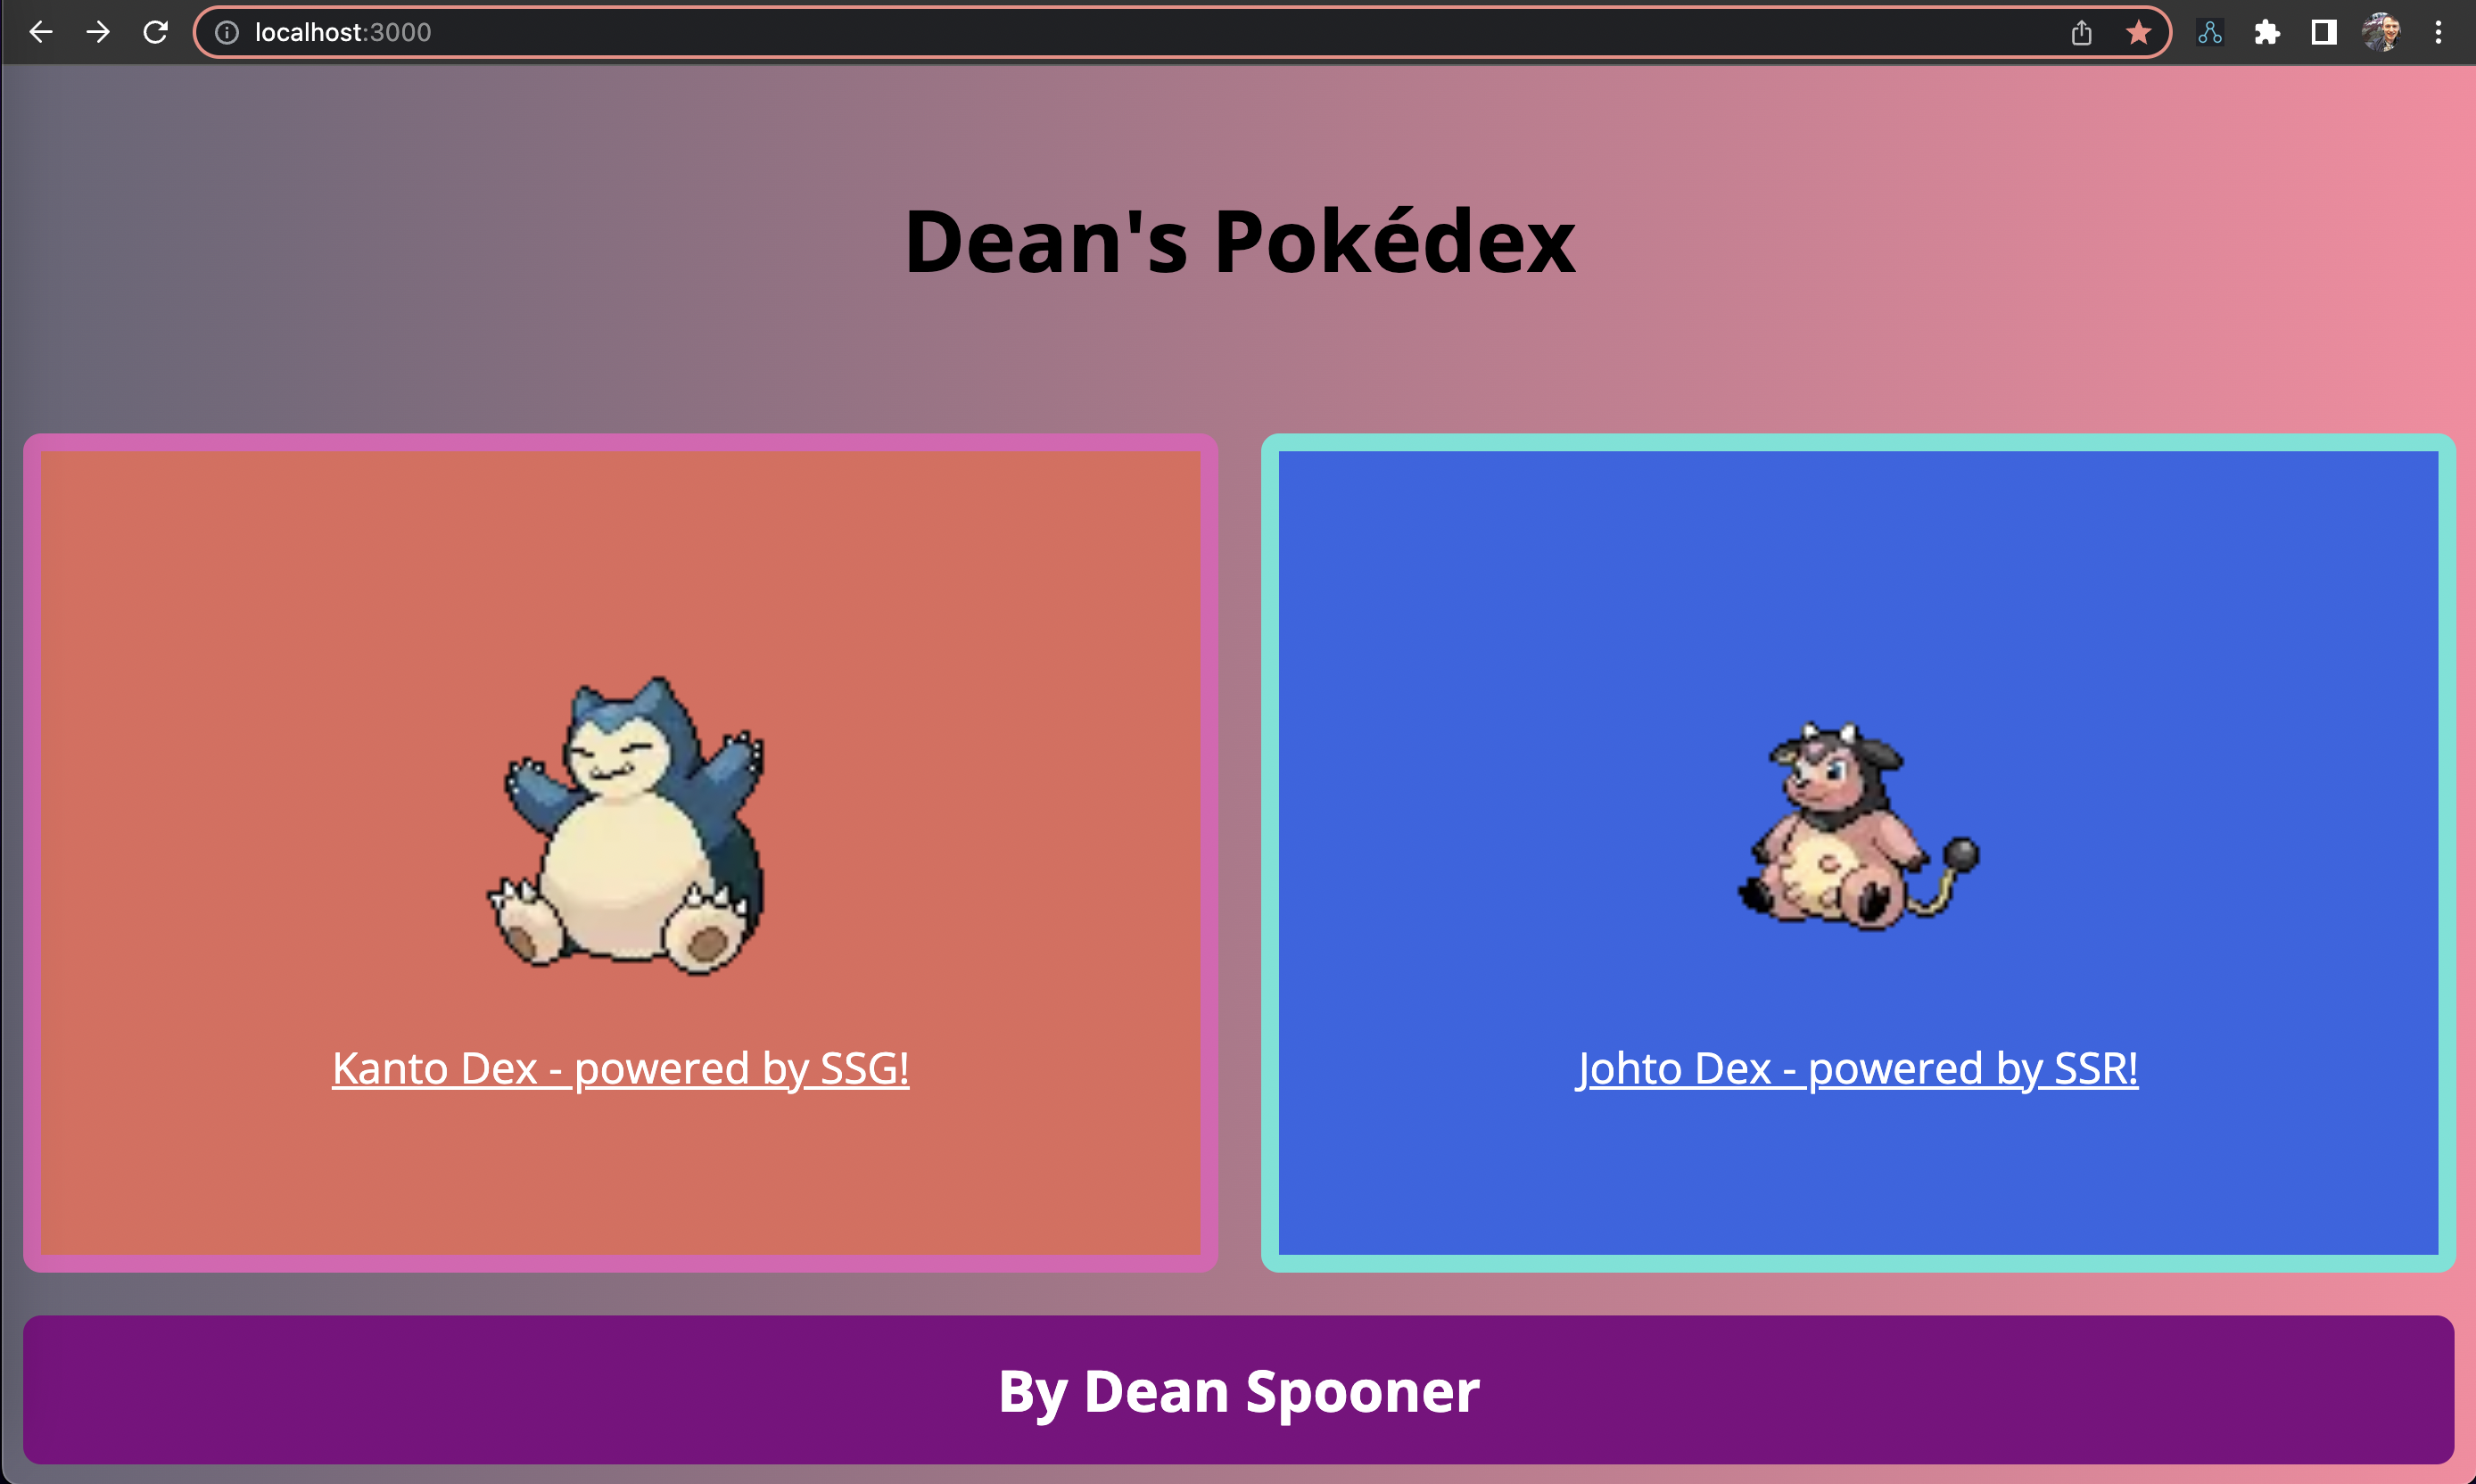 localhost:3000
Dean's Pokédex
Kanto Dex - powered by SSG!
Johto Dex - powered by SSR!
By Dean Spooner